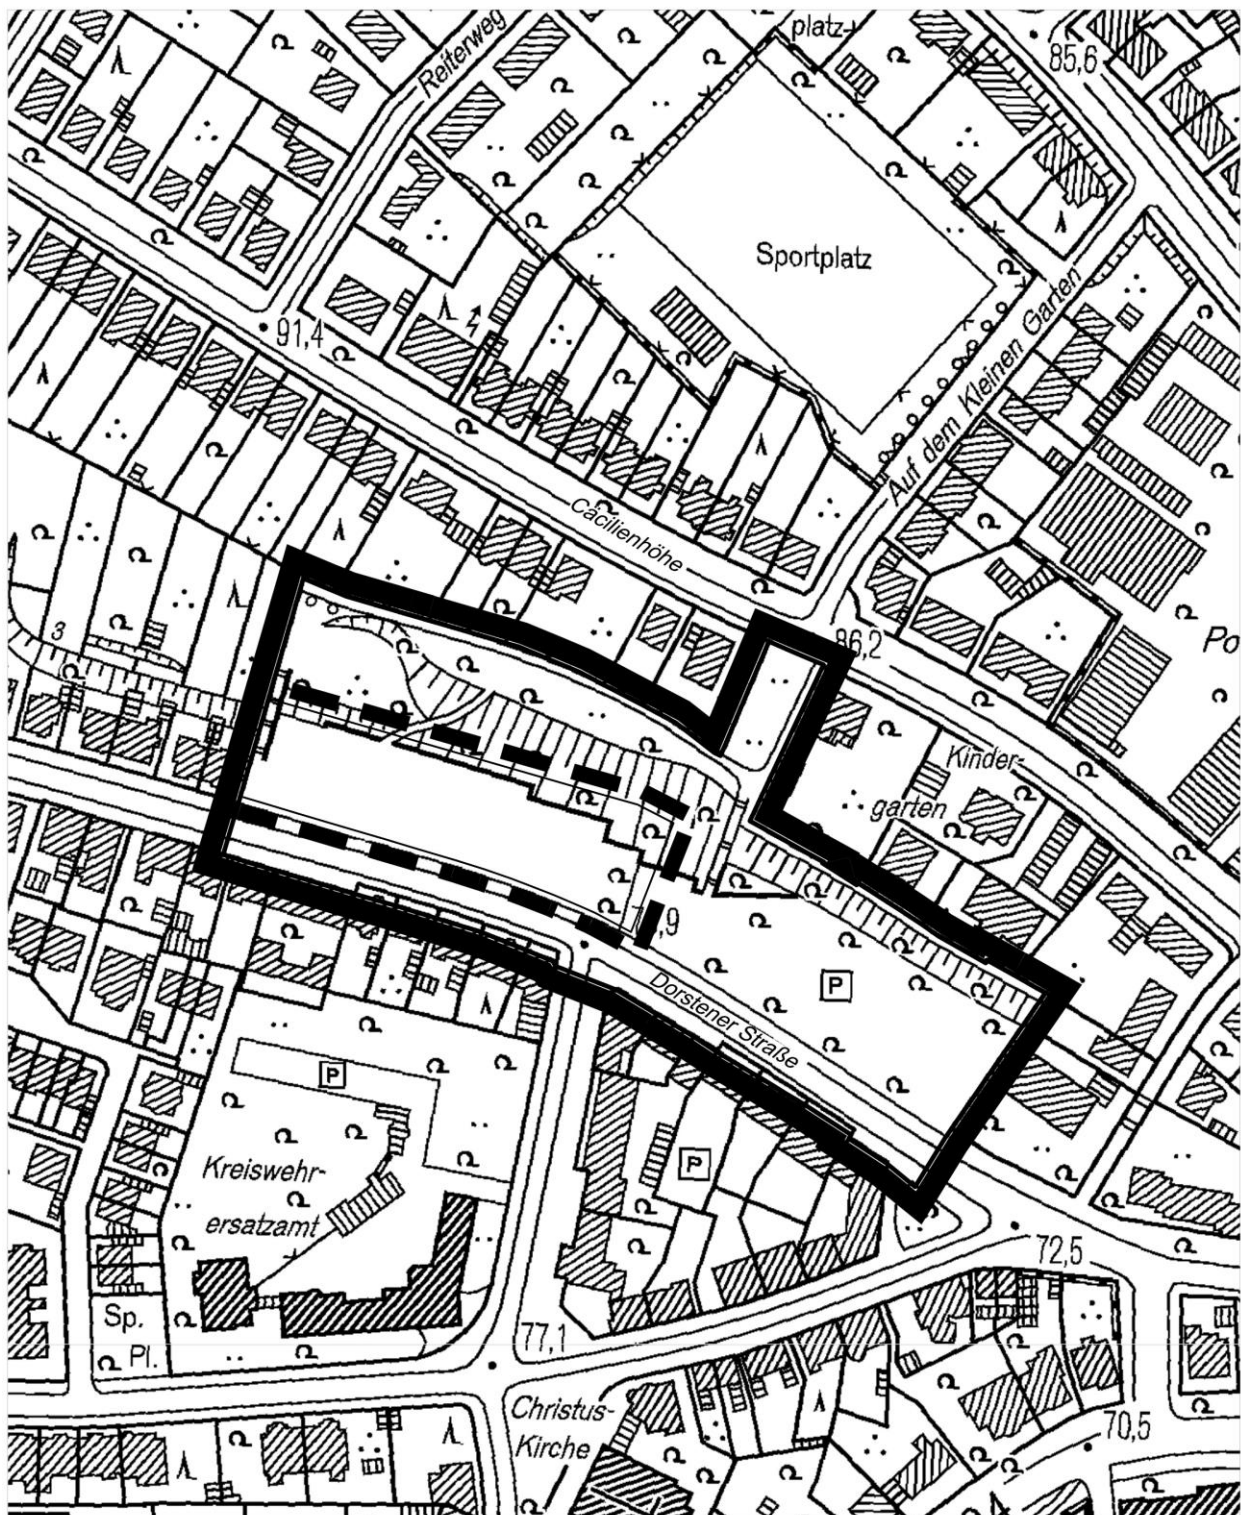 platz-
Reiterweg
85,6
Sportplatz
91,4
Auf dem Kleinen Garten
Cäcilienhöhe
3
86,2
Po
Kinder-
garten
,9
P
Dorstener Straße
P
P
Kreiswehr-
ersatzamt
72,5
Sp.
Pl.
77,1
Christus-
Kirche
70,5